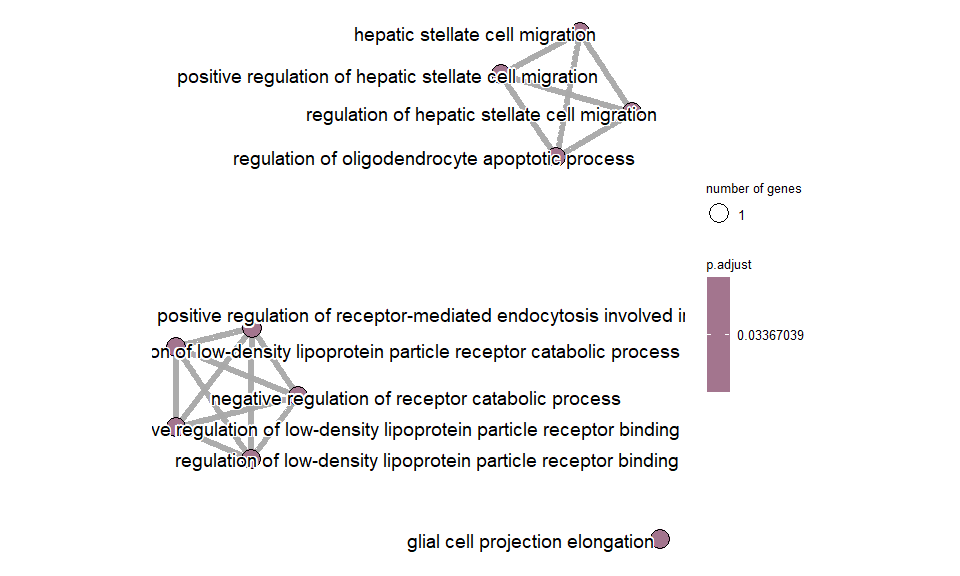 hepatic stellate cell migration
positive regulation of hepatic stellate cell migration
regulation of hepatic stellate cell migration
regulation of oligodendrocyte apoptotic process
number of genes
1
p.adjust
0.03367039
positive regulation of receptor-mediated endocytosis involved i
on of low-density lipoprotein particle receptor catabolic process
negative regulation of receptor catabolic process
ve regulation of low-density lipoprotein particle receptor binding
regulation of low-density lipoprotein particle receptor binding
glial cell projection elongation